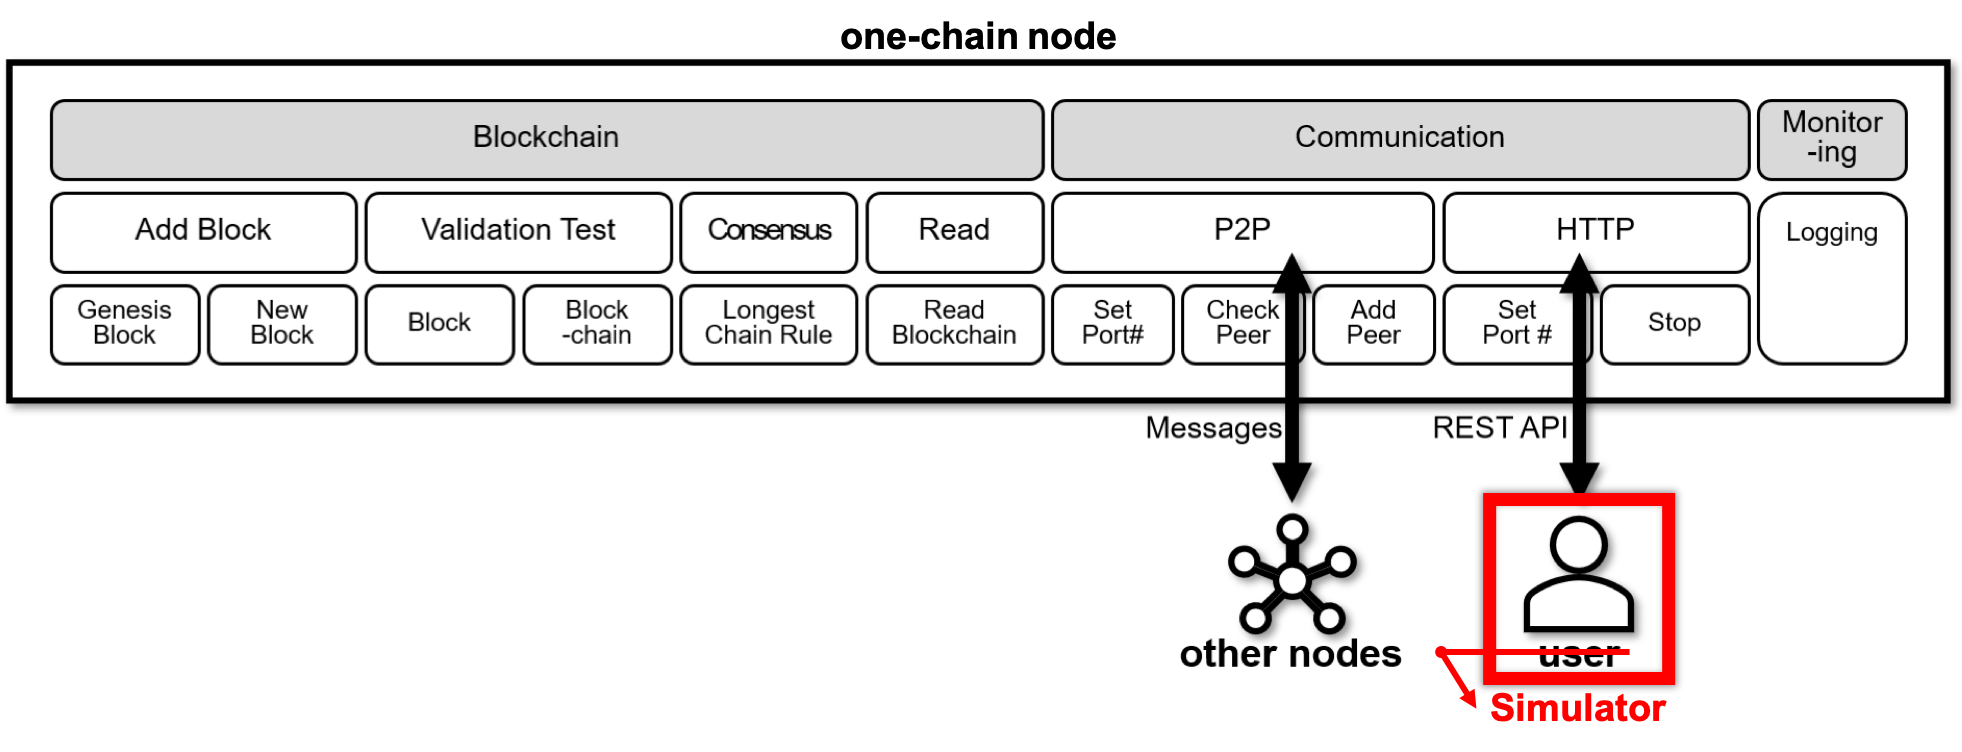 one-chain node
Blockchain
Communication
Monitor
-ing
Add Block
Validation Test
Consensus
Read
P2P
HTTP
Logging
Genesis
Block
New
Block
Block
Block
-chain
Longest
Chain Rule
Read
Blockchain
Set
Port#
Check
Peer
Add
Peer
Set
Port #
Stop
Messages
REST API
other nodes
user
Simulator